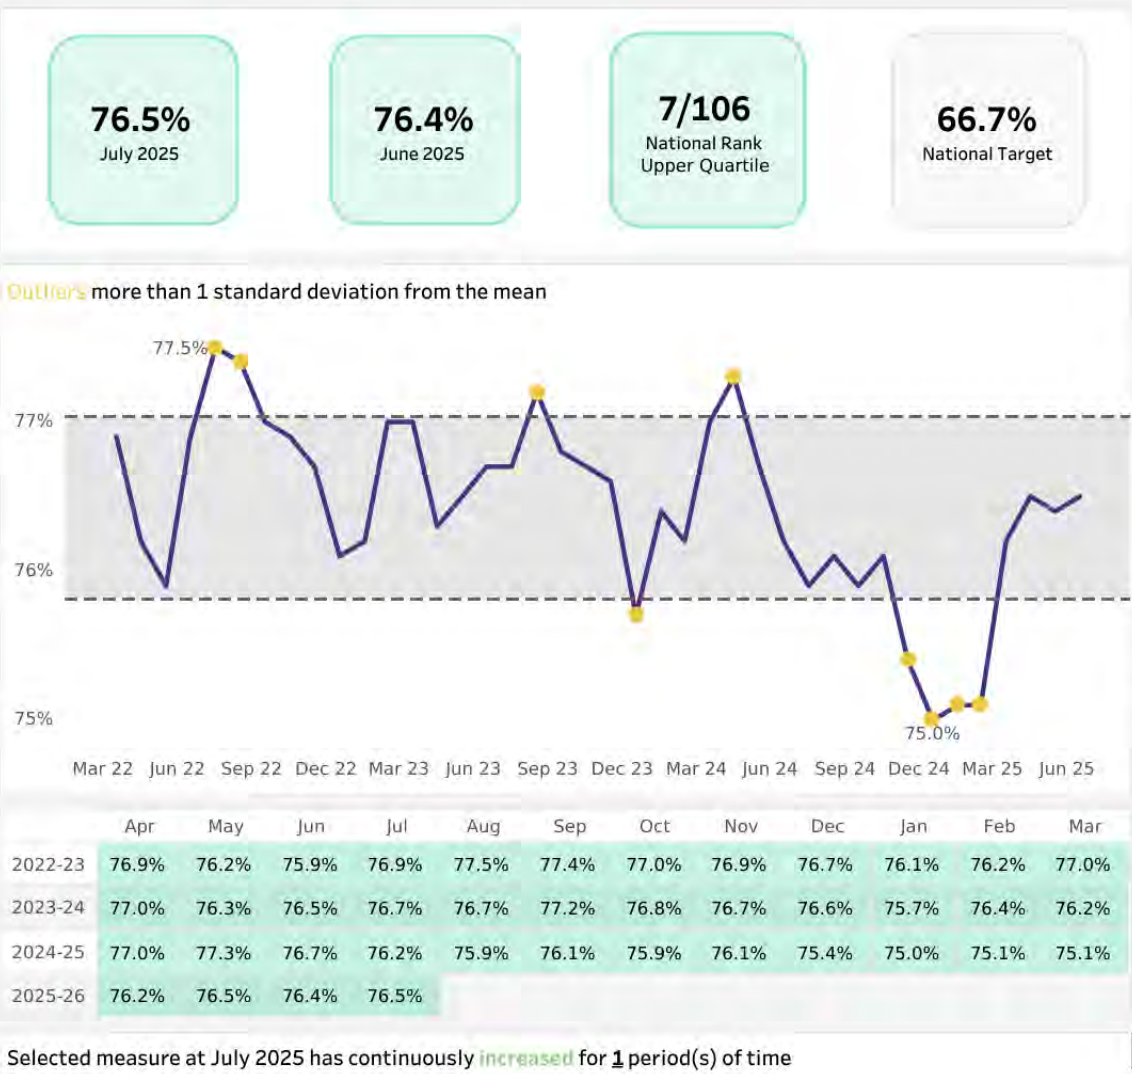 76.5%
July 2025
76.4%
June 2025
7/106
National Rank
Upper Quartile
66.7%
National Target
Outliers more than 1 standard deviation from the mean
77.5%
77%
76%
75%
75.0%
Mar 22 Jun 22 Sep 22 Dec 22 Mar 23 Jun 23 Sep 23 Dec 23 Mar 24 Jun 24 Sep 24 Dec 24 Mar 25 Jun 25
Apr May Jun Jul Aug Sep Oct Nov Dec Jan Feb Mar
2022-23 76.9% 76.2% 75.9% 76.9% 77.5% 77.4% 77.0% 76.9% 76.7% 76.1% 76.2% 77.0%
2023-24 77.0% 76.3% 76.5% 76.7% 76.7% 77.2% 76.8% 76.7% 76.6% 75.7% 76.4% 76.2%
2024-25 77.0% 77.3% 76.7% 76.2% 75.9% 76.1% 75.9% 76.1% 75.4% 75.0% 75.1% 75.1%
2025-26 76.2% 76.5% 76.4% 76.5%
Selected measure at July 2025 has continuously increased for 1 period(s) of time